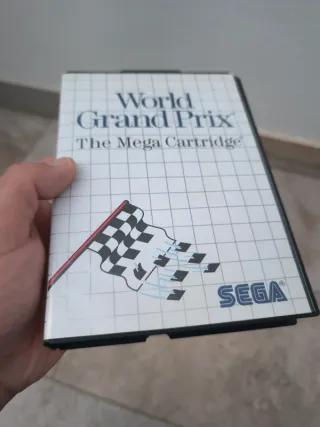 World
Grand Prix
The Mega Cartridge
SEGA